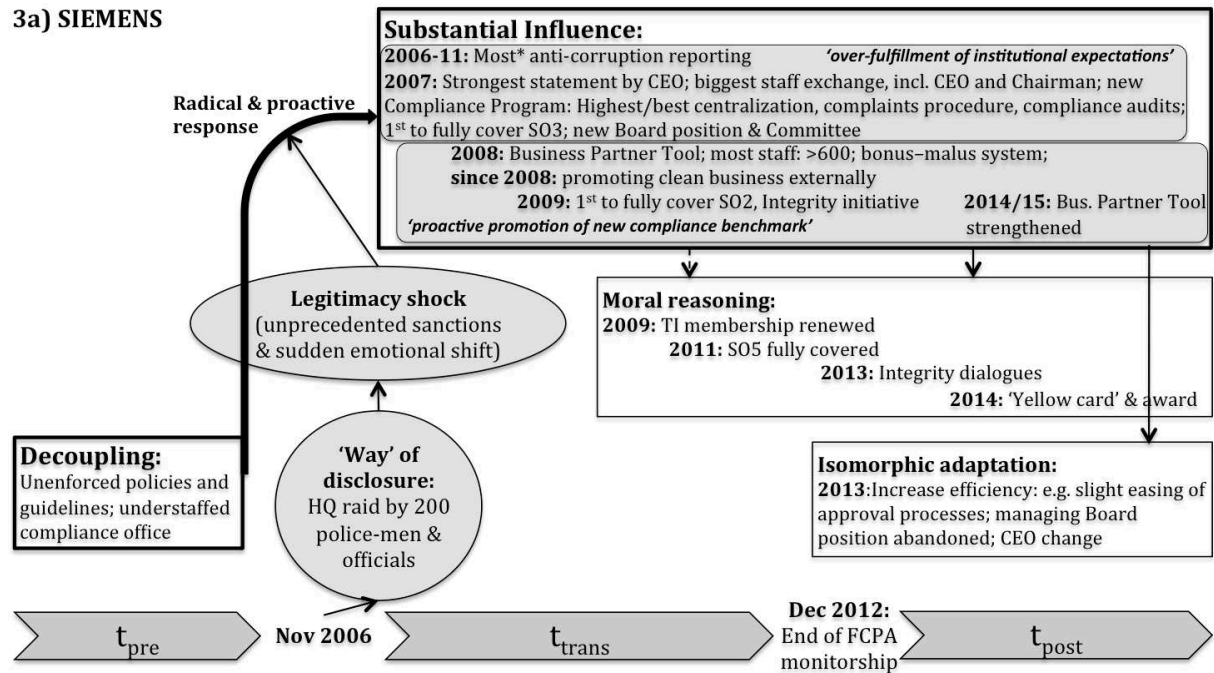 3a) SIEMENS
Substantial Influence:
2006-11: Most* anti-corruption reporting 'over-fulfillment of institutional expectations'
2007: Strongest statement by CEO; biggest staff exchange, incl. CEO and Chairman; new
Compliance Program: Highest/best centralization, complaints procedure, compliance audits;
1st to fully cover SO3; new Board position & Committee
2008: Business Partner Tool; most staff: >600; bonus–malus system;
since 2008: promoting clean business externally
2009: 1st to fully cover SO2, Integrity initiative
'proactive promotion of new compliance benchmark'
2014/15: Bus. Partner Tool
strengthened
Radical & proactive
response
Legitimacy shock
(unprecedented sanctions
& sudden emotional shift)
Moral reasoning:
2009: TI membership renewed
2011: SO5 fully covered
2013: Integrity dialogues
2014: 'Yellow card' & award
Decoupling:
Unenforced policies and
guidelines; understaffed
compliance office
'Way' of
disclosure:
HQ raid by 200
police-men &
officials
Isomorphic adaptation:
2013:Increase efficiency: e.g. slight easing of
approval processes; managing Board
position abandoned; CEO change
tpre
Nov 2006
ttrans
Dec 2012:
End of FCPA
monitorship
tpost